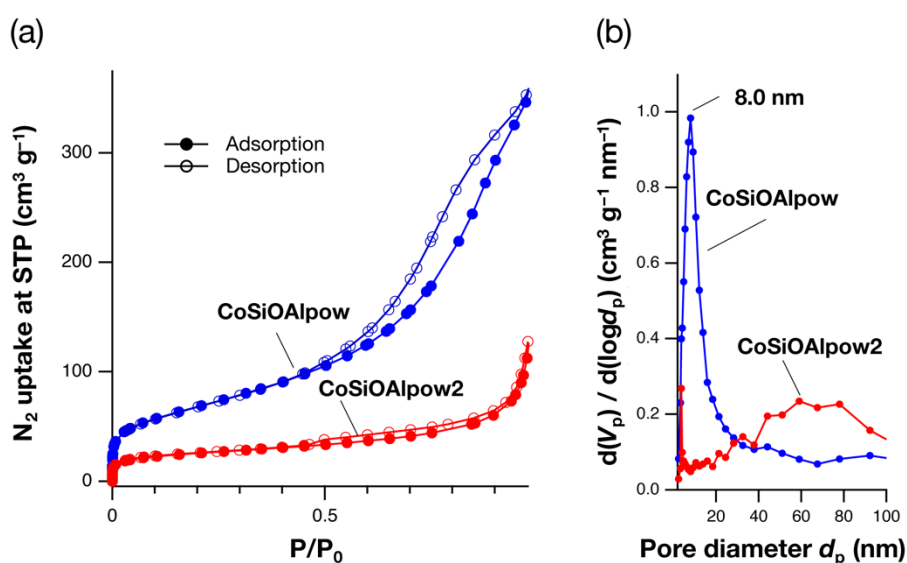 (a)
(b)
N₂ uptake at STP (cm³ g⁻¹)
300
200
100
0
Adsorption
Desorption
CoSiOAlpow
CoSiOAlpow2
0
0.5
P/P₀
d(Vₚ) / d(logdₚ) (cm³ g⁻¹ nm⁻¹)
1.0
0.8
0.6
0.4
0.2
0.0
8.0 nm
CoSiOAlpow
CoSiOAlpow2
20
40
60
80
100
Pore diameter dₚ (nm)